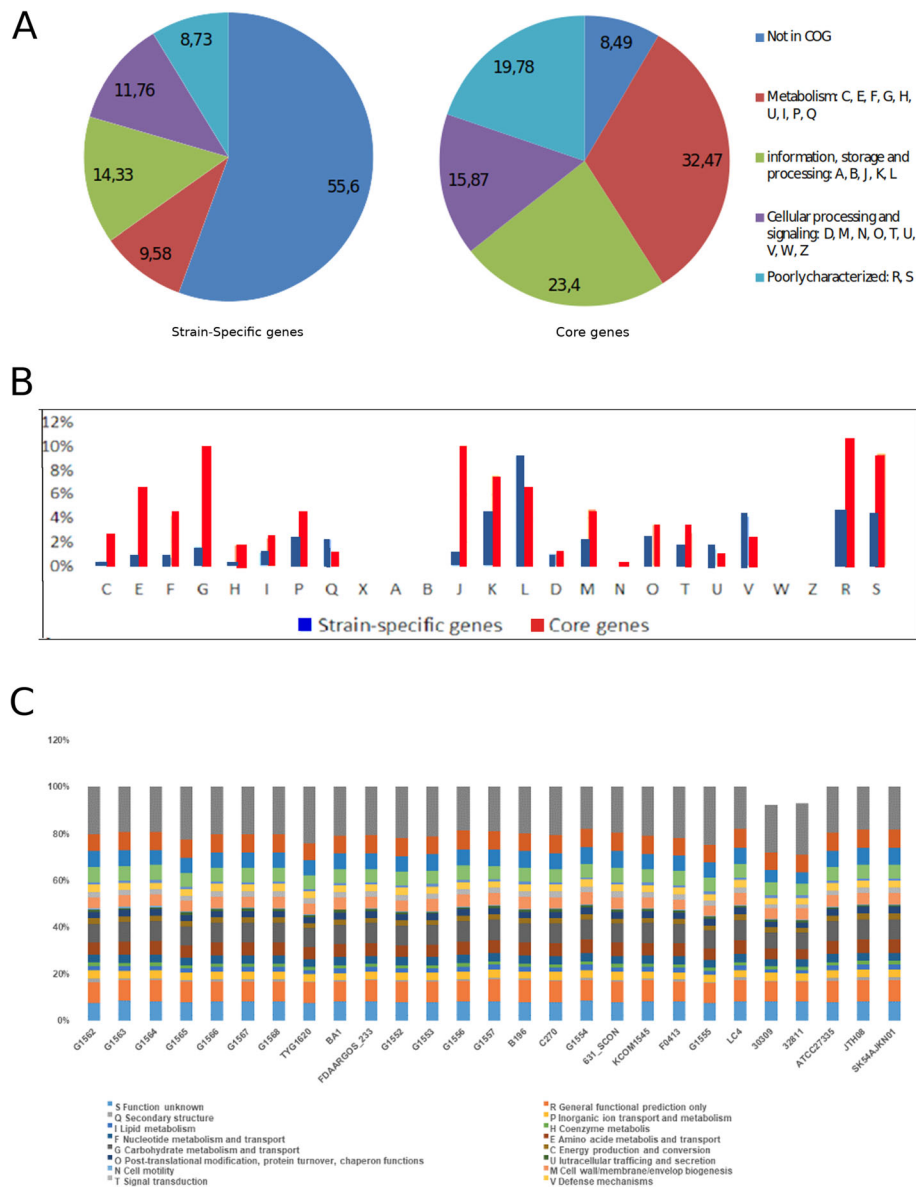 A
8,73
11,76
14,33
9,58
55,6
Strain-Specific genes
8,49
19,78
32,47
15,87
23,4
Core genes
Not in COG
Metabolism: C, E, F, G, H,
U, I, P, Q
information, storage and
processing: A, B, J, K, L
Cellular processing and
signaling: D, M, N, O, T, U,
V, W, Z
Poorly characterized: R, S
B
12%
10%
8%
6%
4%
2%
0%
C E F G H I P Q X A B J K L D M N O T U V W Z R S
Strain-specific genes Core genes
C
120%
100%
80%
60%
40%
20%
0%
G1562 G1563 G1564 G1565 G1566 G1567 G1568 TYG1620 BA1 FDAARGOS_233 G1552 G1553 G1556 G1557 B196 C270 G1554 631_SCON KCOM1545 F0413 G1555 LC4 30309 32811 ATCC27335 JTH08 SK54AJKN01
S Function unknown
Q Secondary structure
I Lipid metabolism
F Nucleotide metabolism and transport
G Carbohydrate metabolism and transport
O Post-translational modification, protein turnover, chaperon functions
N Cell motility
T Signal transduction
R General functional prediction only
P Inorganic ion transport and metabolism
H Coenzyme metabolis
E Amino acide metabolis and transport
C Energy production and conversion
U Iutracellular trafficing and secretion
M Cell wall/membrane/envelop biogenesis
V Defense mechanisms